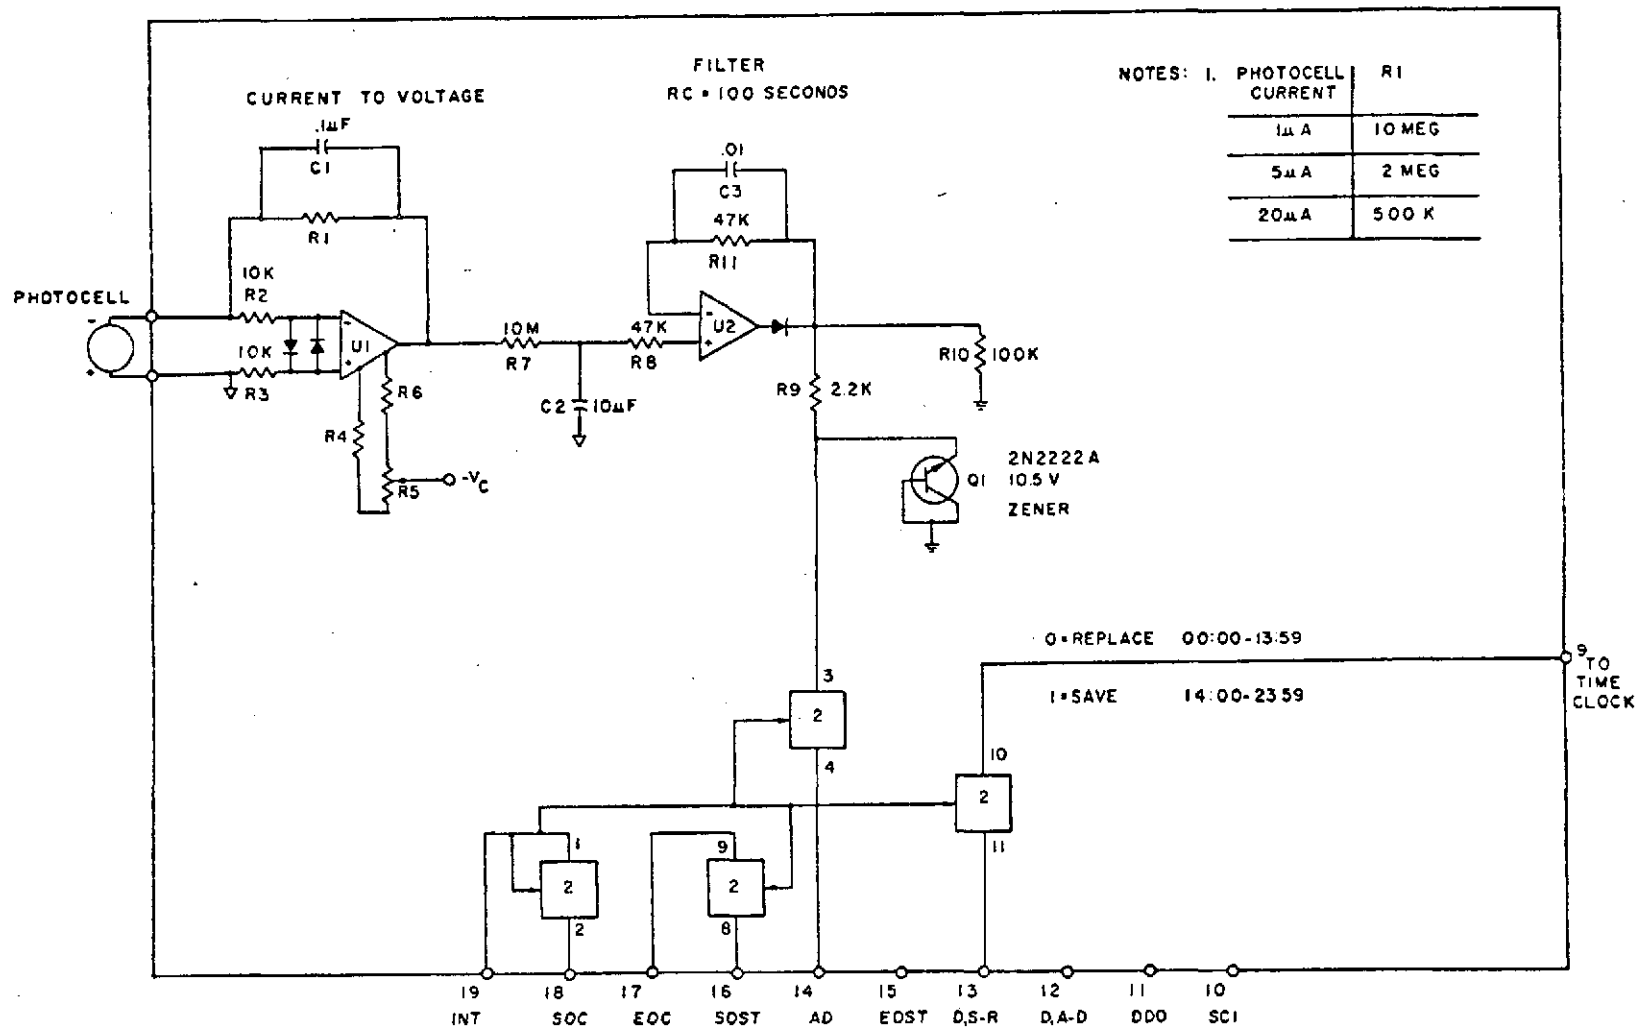 FILTER
RC = 100 SECONDS
NOTES: 1. PHOTOCELL CURRENT R1
1µA 10 MEG
5µA 2 MEG
20µA 500 K
CURRENT TO VOLTAGE
.1µF
C1
R1
.01
C3
47K
R11
PHOTOCELL
-
+
10K
R2
10K
R3
-
+
U1
R6
R4
R5
-VC
10M
R7
C2 10µF
47K
R8
-
+
U2
R10 100K
R9 2.2K
Q1
2N2222A
10.5 V
ZENER
0=REPLACE 00:00-13:59
1=SAVE 14:00-23:59
9
TO
TIME
CLOCK
3
2
4
10
2
11
1
2
2
9
2
8
19 18 17 16 14 15 13 12 11 10
INT SOC EOC SOST AD EOST D,S-R D,A-D DDO SCI